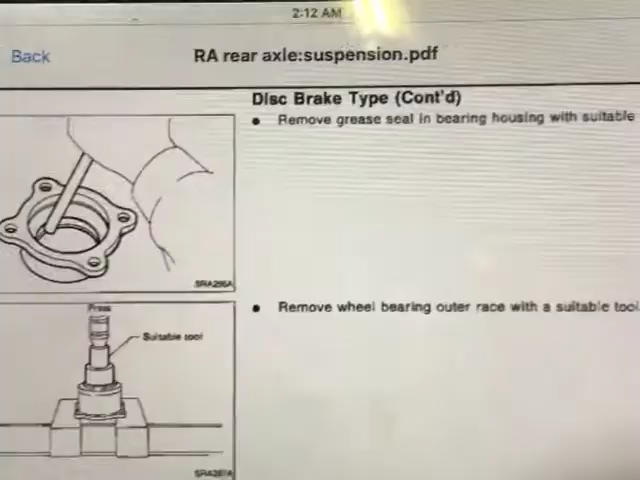 2:12 AM
Back
RA rear axle:suspension.pdf
Disc Brake Type (Cont'd)
● Remove grease seal in bearing housing with suitable
SRA266A
Press
● Remove wheel bearing outer race with a suitable tool.
Suitable tool